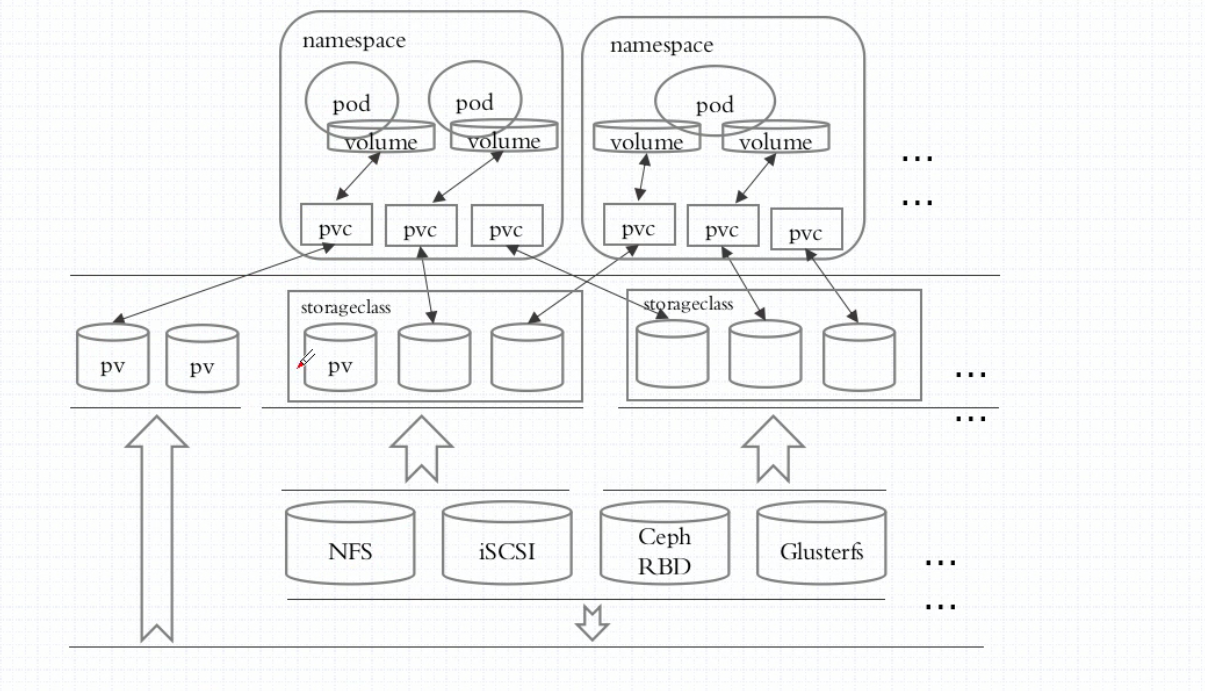 namespace
namespace
pod
pod
pod
volume
volume
volume
volume
...
...
pvc
pvc
pvc
pvc
pvc
pvc
storageclass
storageclass
pv
pv
pv
...
...
NFS
iSCSI
Ceph
RBD
Glusterfs
...
...